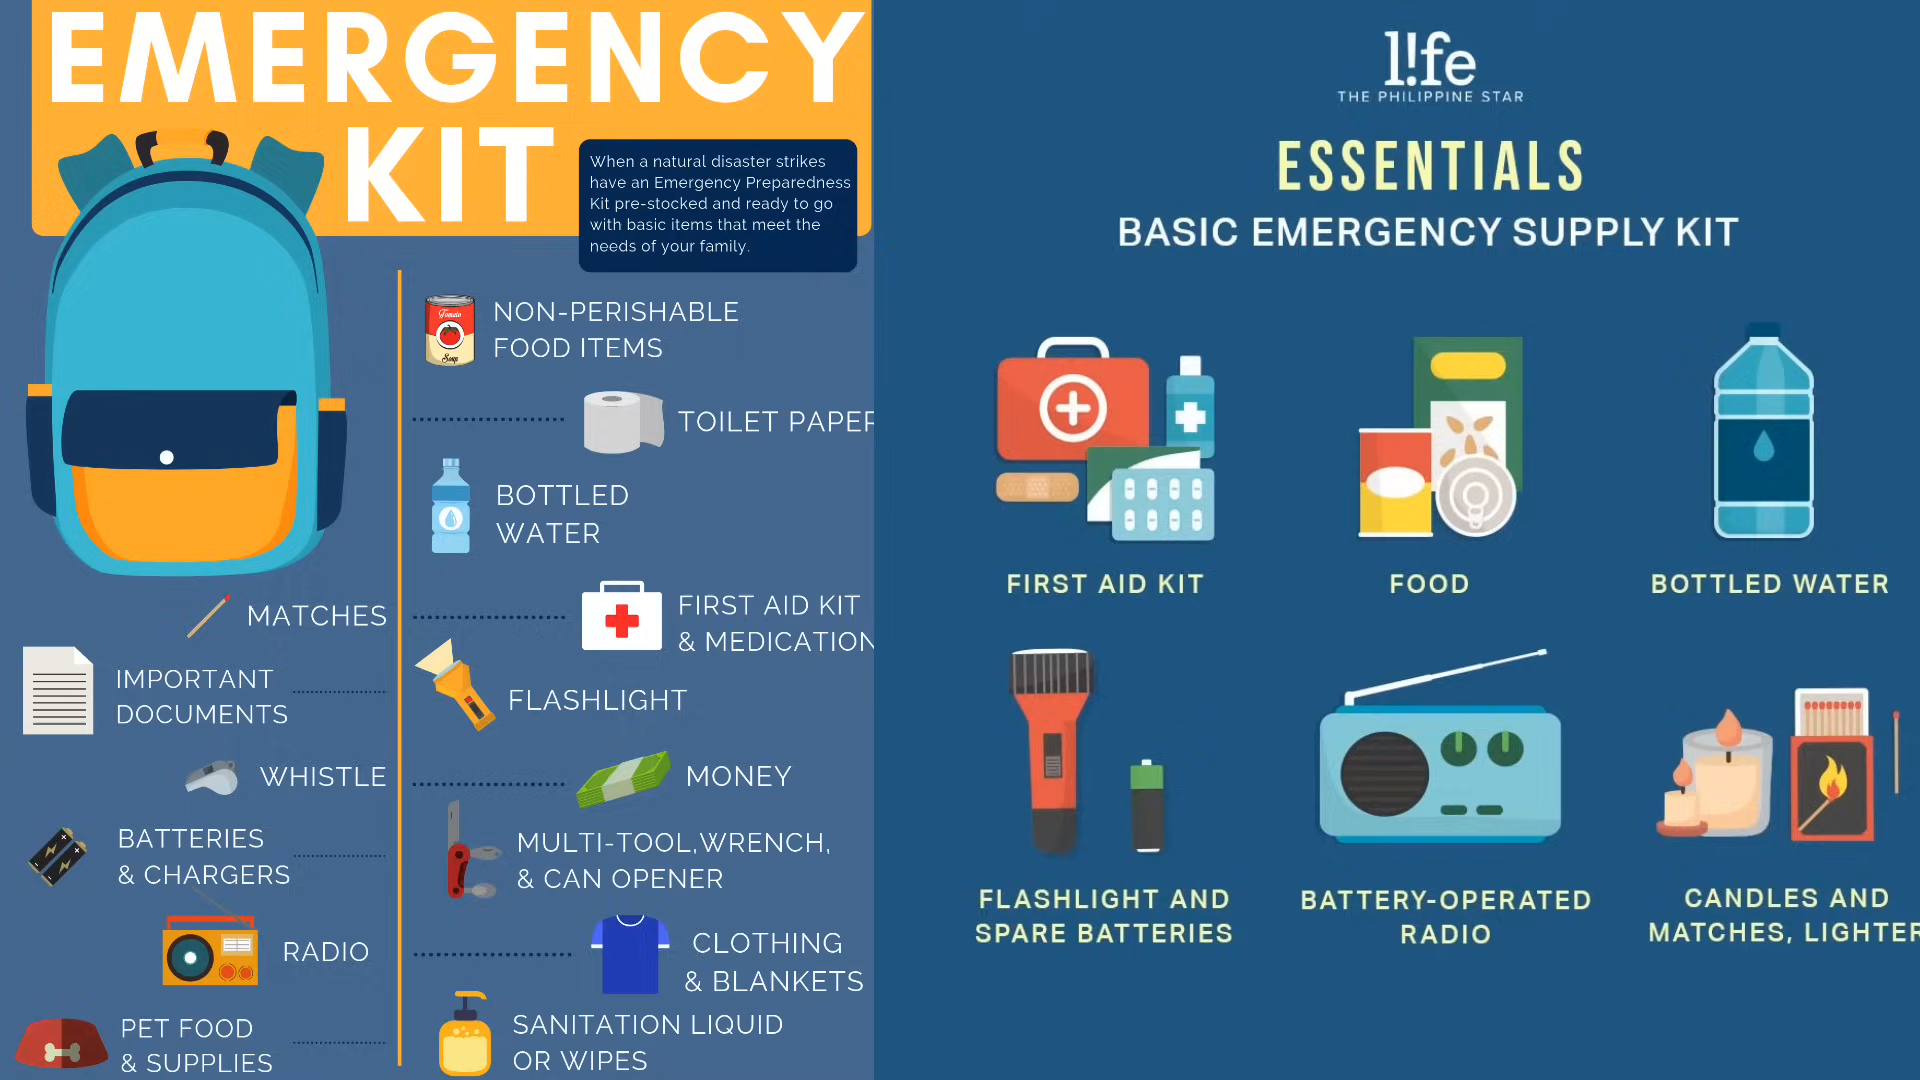 EMERGENCY
KIT
When a natural disaster strikes
have an Emergency Preparedness
Kit pre-stocked and ready to go
with basic items that meet the
needs of your family.
Tomato
Soup
NON-PERISHABLE
FOOD ITEMS
TOILET PAPER
BOTTLED
WATER
FIRST AID KIT
& MEDICATION
FLASHLIGHT
MONEY
MULTI-TOOL,WRENCH,
& CAN OPENER
CLOTHING
& BLANKETS
SANITATION LIQUID
OR WIPES
MATCHES
IMPORTANT
DOCUMENTS
WHISTLE
BATTERIES
& CHARGERS
RADIO
PET FOOD
& SUPPLIES
l!fe
THE PHILIPPINE STAR
ESSENTIALS
BASIC EMERGENCY SUPPLY KIT
FIRST AID KIT
FOOD
BOTTLED WATER
FLASHLIGHT AND
SPARE BATTERIES
BATTERY-OPERATED
RADIO
CANDLES AND
MATCHES, LIGHTER